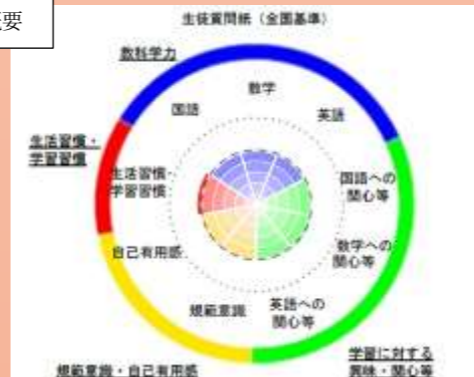 要
生徒質問紙（全国基準）
教科学力
数学
国語
英語
生活習慣・
学習習慣
生活習慣・
学習習慣
国語への
関心等
自己有用感
数学への
関心等
規範意識
英語への
関心等
規範意識・自己有用感
学習に対する
興味・関心等